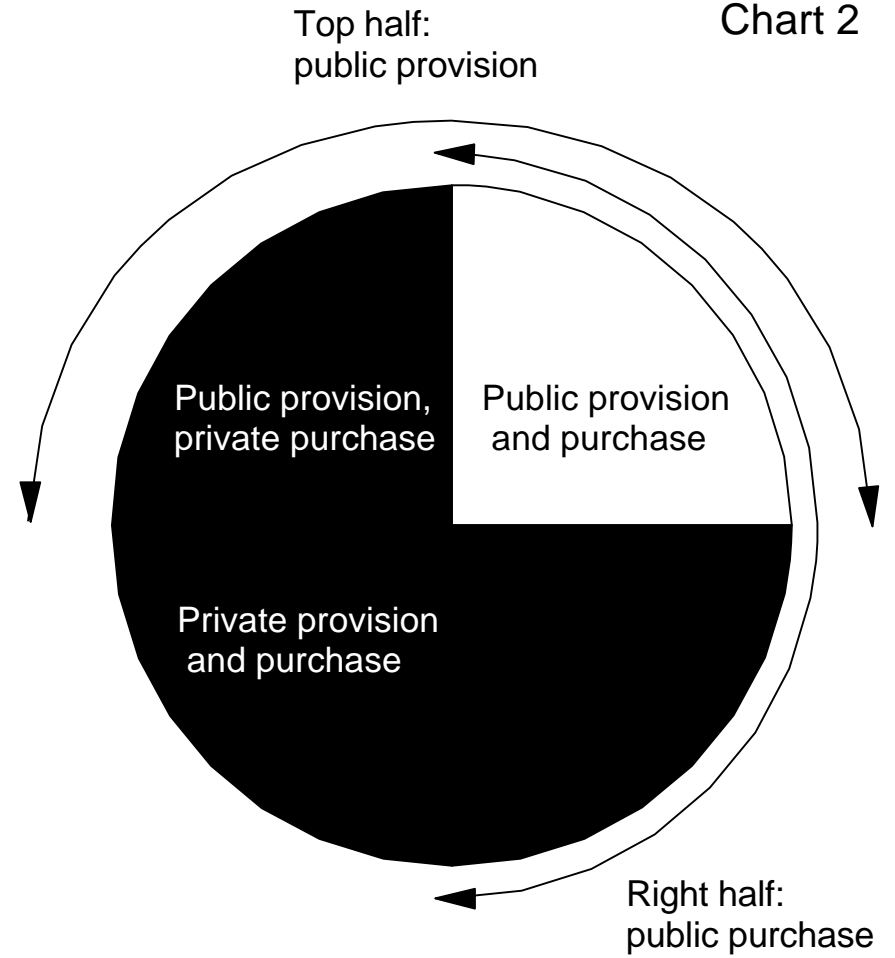 Chart 2
Top half:
public provision
Public provision,
private purchase
Public provision
and purchase
Private provision
and purchase
Right half:
public purchase